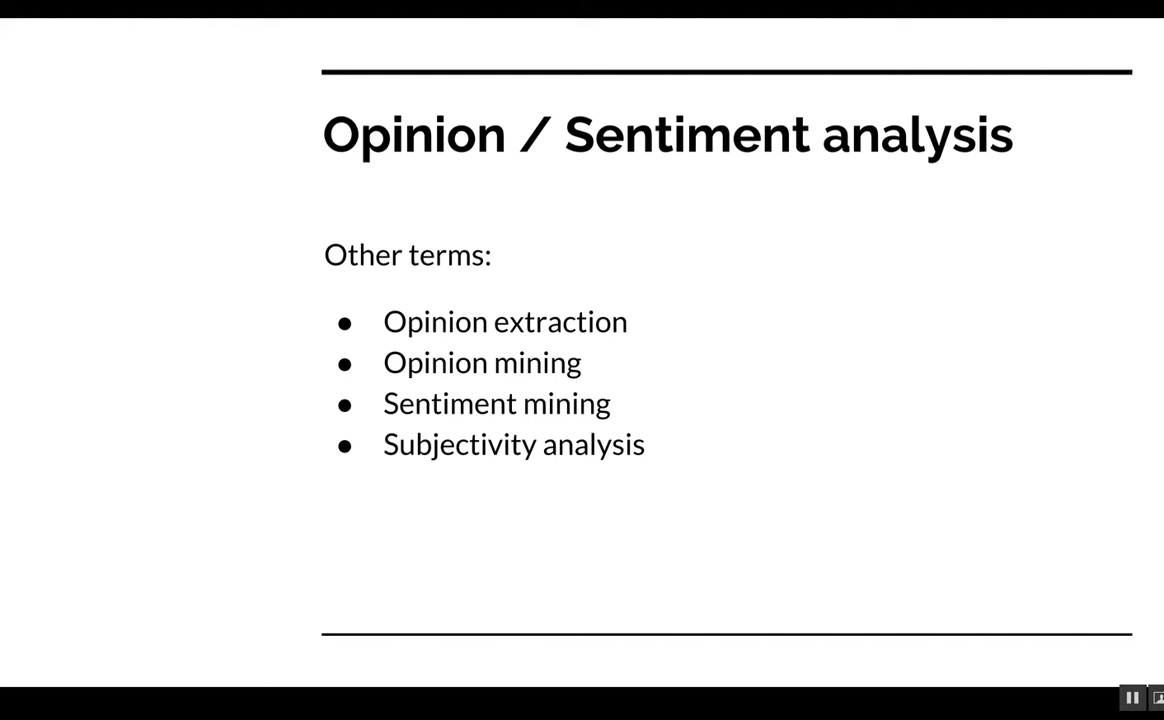 Opinion / Sentiment analysis
Other terms:
● Opinion extraction
● Opinion mining
● Sentiment mining
● Subjectivity analysis